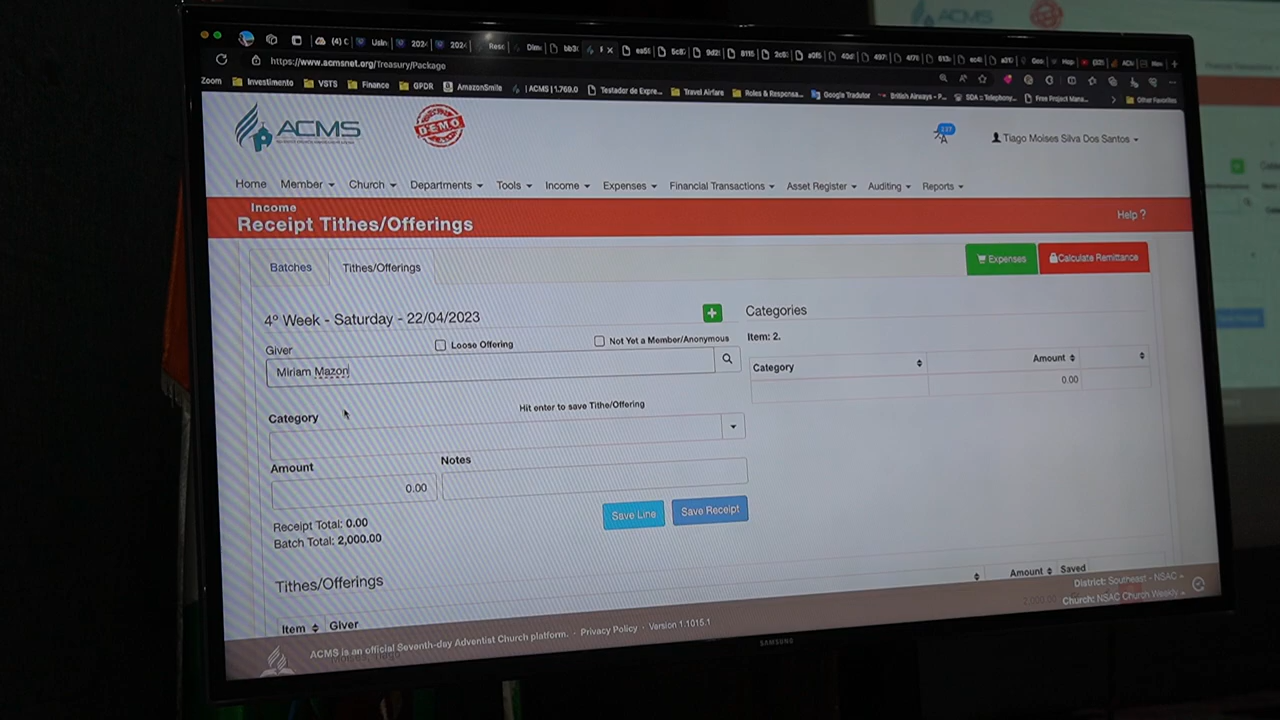 https://www.acmsnet.org/Treasury/Package
Zoom Investimento VSTS Finance GPDR AmazonSmile | ACMS | 1.769.0 Testador de Expre... Travel Airfare Roles & Responsa... Google Tradutor British Airways - P... SDA :: Telephony... Free Project Mana... Other Favorites
ACMS
DEMO
237
Tiago Moises Silva Dos Santos
Home Member Church Departments Tools Income Expenses Financial Transactions Asset Register Auditing Reports
Income
Receipt Tithes/Offerings
Help ?
Batches Tithes/Offerings
Expenses
Calculate Remittance
4º Week - Saturday - 22/04/2023
Categories
Giver
Loose Offering
Not Yet a Member/Anonymous
Item: 2.
Miriam Mazon
Category Amount
0.00
Category
Hit enter to save Tithe/Offering
Amount
Notes
0.00
Save Line
Save Receipt
Receipt Total: 0.00
Batch Total: 2,000.00
Tithes/Offerings
Amount Saved
Item Giver
District: Southeast - NSAC
Church: NSAC Church Weekly
ACMS is an official Seventh-day Adventist Church platform. - Privacy Policy - Version 1.1015.1
SAMSUNG
ACMS